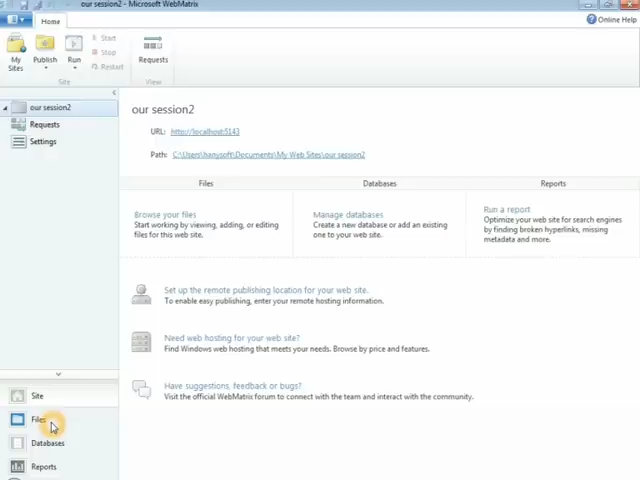 our session2 - Microsoft WebMatrix
Home
Online Help
My Sites
Publish
Run
Start
Stop
Restart
Requests
Site
View
our session2
Requests
Settings
our session2
URL: http://localhost:5143
Path: C:\Users\hanysoft\Documents\My Web Sites\our session2
Files
Databases
Reports
Browse your files
Start working by viewing, adding, or editing
files for this web site.
Manage databases
Create a new database or add an existing
one to your web site.
Run a report
Optimize your web site for search engines
by finding broken hyperlinks, missing
metadata and more.
Set up the remote publishing location for your web site.
To enable easy publishing, enter your remote hosting information.
Need web hosting for your web site?
Find Windows web hosting that meets your needs. Browse by price and features.
Have suggestions, feedback or bugs?
Visit the official WebMatrix forum to connect with the team and interact with the community.
Site
Files
Databases
Reports